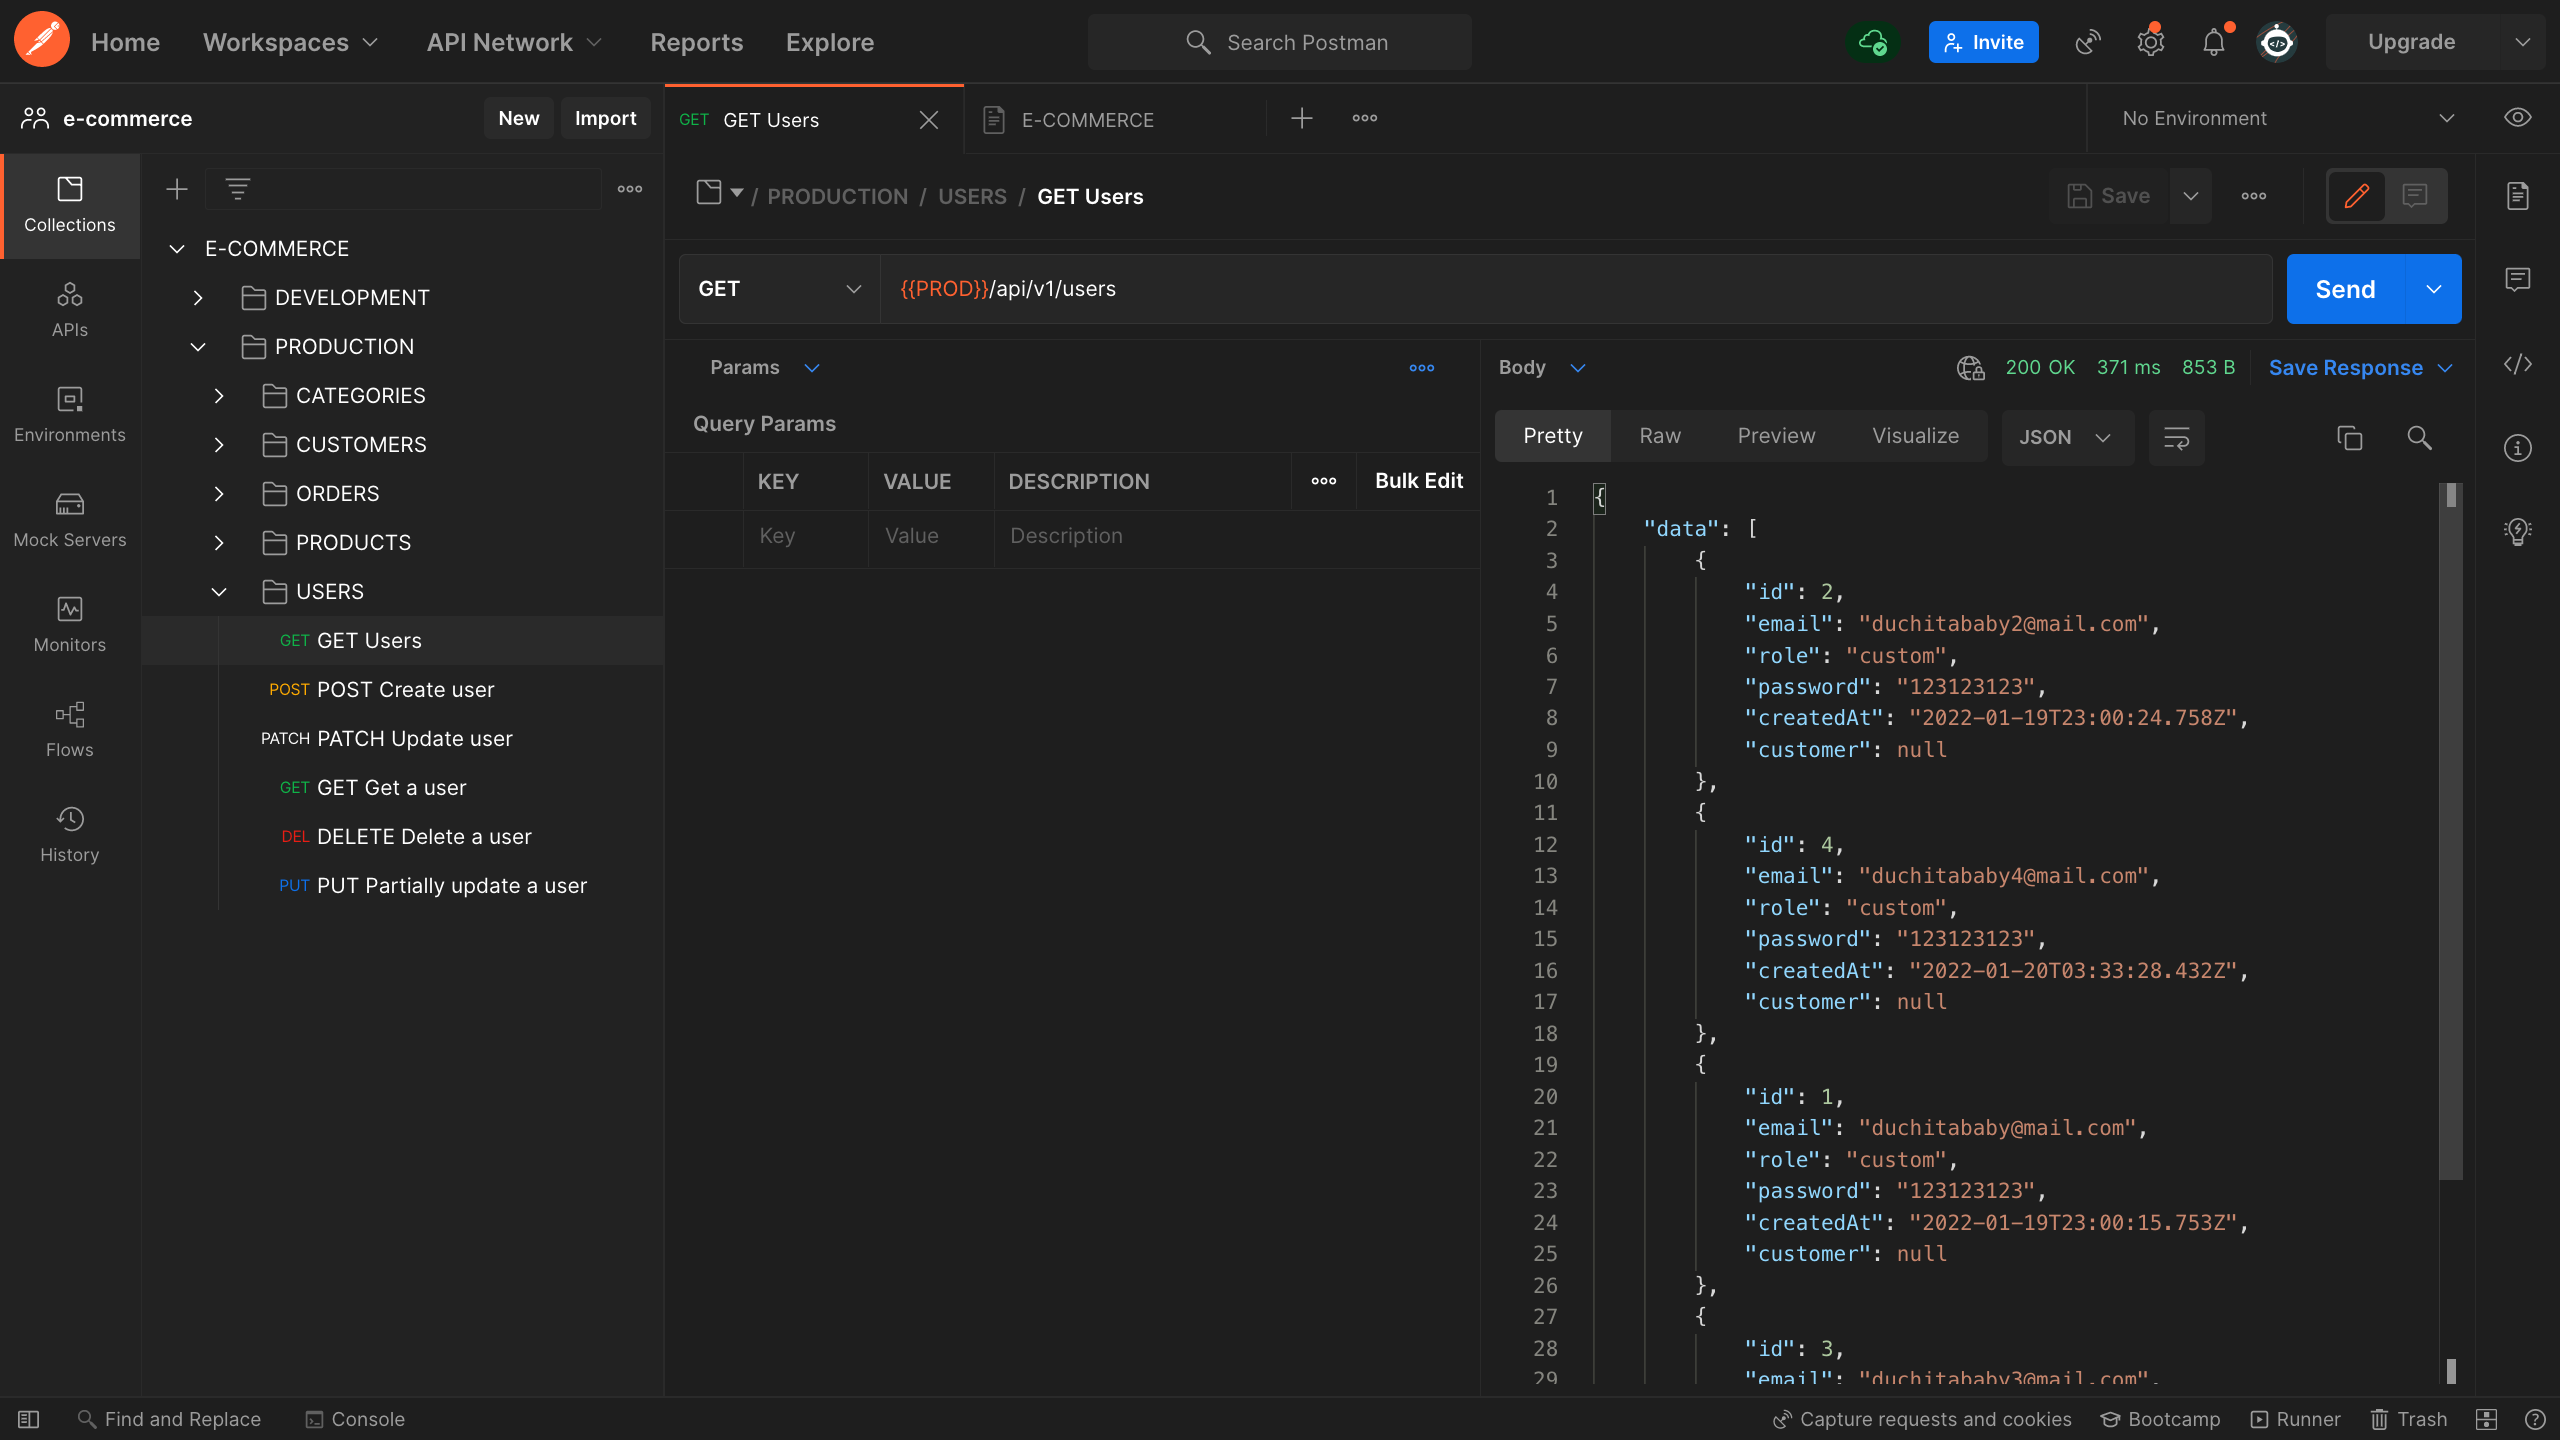 Home Workspaces API Network Reports Explore Search Postman Invite Upgrade
e-commerce New Import
GET GET Users E-COMMERCE No Environment
Collections
APIs
Environments
Mock Servers
Monitors
Flows
History
E-COMMERCE
DEVELOPMENT
PRODUCTION
CATEGORIES
CUSTOMERS
ORDERS
PRODUCTS
USERS
GET GET Users
POST POST Create user
PATCH PATCH Update user
GET GET Get a user
DEL DELETE Delete a user
PUT PUT Partially update a user
/ PRODUCTION / USERS / GET Users Save
GET {{PROD}}/api/v1/users Send
Params
Query Params
KEY VALUE DESCRIPTION Bulk Edit
Key Value Description
Body 200 OK 371 ms 853 B Save Response
Pretty Raw Preview Visualize JSON
1 {
2 "data": [
3 {
4 "id": 2,
5 "email": "duchitababy2@mail.com",
6 "role": "custom",
7 "password": "123123123",
8 "createdAt": "2022-01-19T23:00:24.758Z",
9 "customer": null
10 },
11 {
12 "id": 4,
13 "email": "duchitababy4@mail.com",
14 "role": "custom",
15 "password": "123123123",
16 "createdAt": "2022-01-20T03:33:28.432Z",
17 "customer": null
18 },
19 {
20 "id": 1,
21 "email": "duchitababy@mail.com",
22 "role": "custom",
23 "password": "123123123",
24 "createdAt": "2022-01-19T23:00:15.753Z",
25 "customer": null
26 },
27 {
28 "id": 3,
29 "email": "duchitababy3@mail.com",
Find and Replace Console Capture requests and cookies Bootcamp Runner Trash